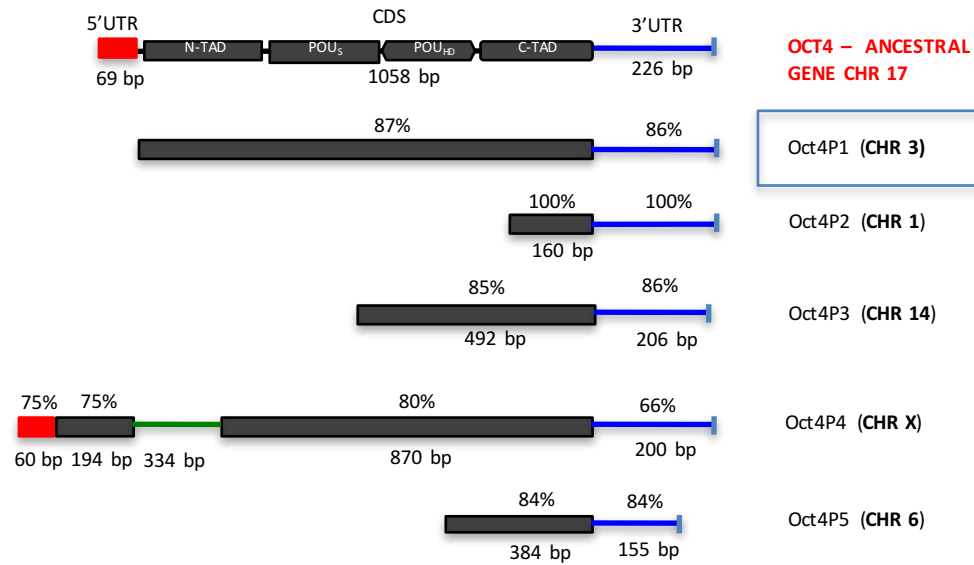 5'UTR CDS 3'UTR
N-TAD POUS POUHD C-TAD
69 bp 1058 bp 226 bp
OCT4 – ANCESTRAL
GENE CHR 17
87% 86%
Oct4P1 (CHR 3)
100% 100%
160 bp
Oct4P2 (CHR 1)
85% 86%
492 bp 206 bp
Oct4P3 (CHR 14)
75% 75% 80% 66%
60 bp 194 bp 334 bp 870 bp 200 bp
Oct4P4 (CHR X)
84% 84%
384 bp 155 bp
Oct4P5 (CHR 6)